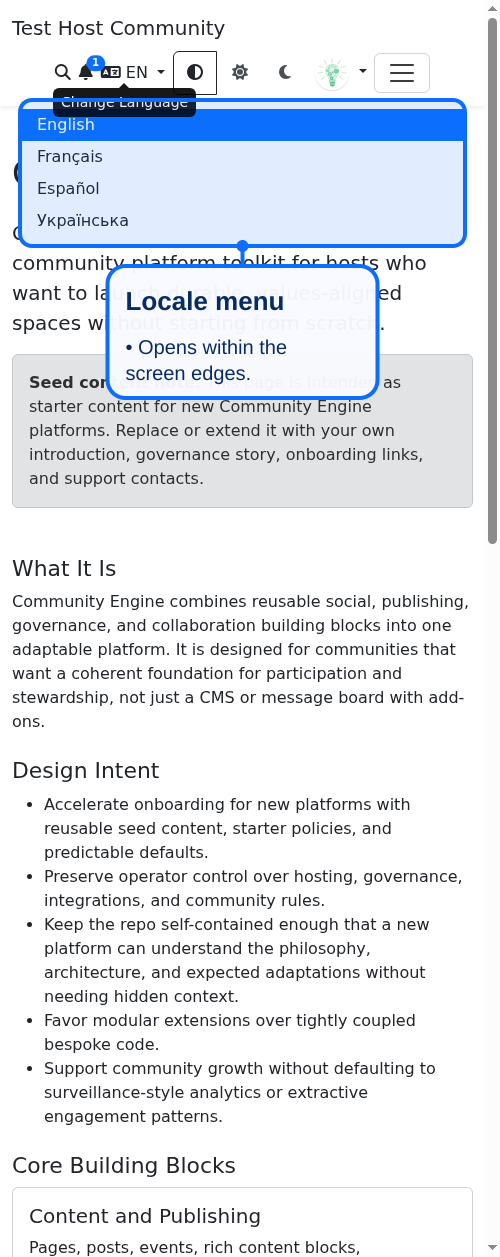 Test Host Community
1
EN
Change Language
English
Français
Español
Українська
community platform toolkit for hosts who
want to launch durable, values-aligned
spaces without starting from scratch.
Locale menu
• Opens within the
screen edges.
Seed content note: This page is intended as
starter content for new Community Engine
platforms. Replace or extend it with your own
introduction, governance story, onboarding links,
and support contacts.
What It Is
Community Engine combines reusable social, publishing,
governance, and collaboration building blocks into one
adaptable platform. It is designed for communities that
want a coherent foundation for participation and
stewardship, not just a CMS or message board with add-
ons.
Design Intent
• Accelerate onboarding for new platforms with
reusable seed content, starter policies, and
predictable defaults.
• Preserve operator control over hosting, governance,
integrations, and community rules.
• Keep the repo self-contained enough that a new
platform can understand the philosophy,
architecture, and expected adaptations without
needing hidden context.
• Favor modular extensions over tightly coupled
bespoke code.
• Support community growth without defaulting to
surveillance-style analytics or extractive
engagement patterns.
Core Building Blocks
Content and Publishing
Pages, posts, events, rich content blocks,